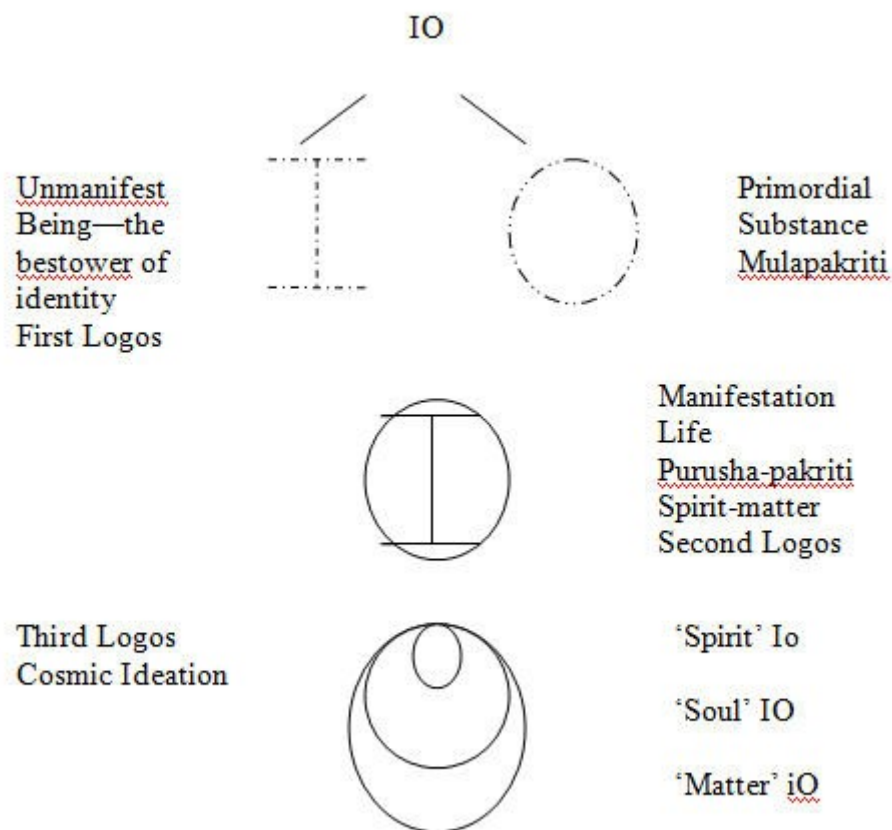 IO
Unmanifest
Being—the
bestower of
identity
First Logos
Primordial
Substance
Mulapakriti
Manifestation
Life
Purusha-pakriti
Spirit-matter
Second Logos
Third Logos
Cosmic Ideation
‘Spirit’ Io
‘Soul’ IO
‘Matter’ iO